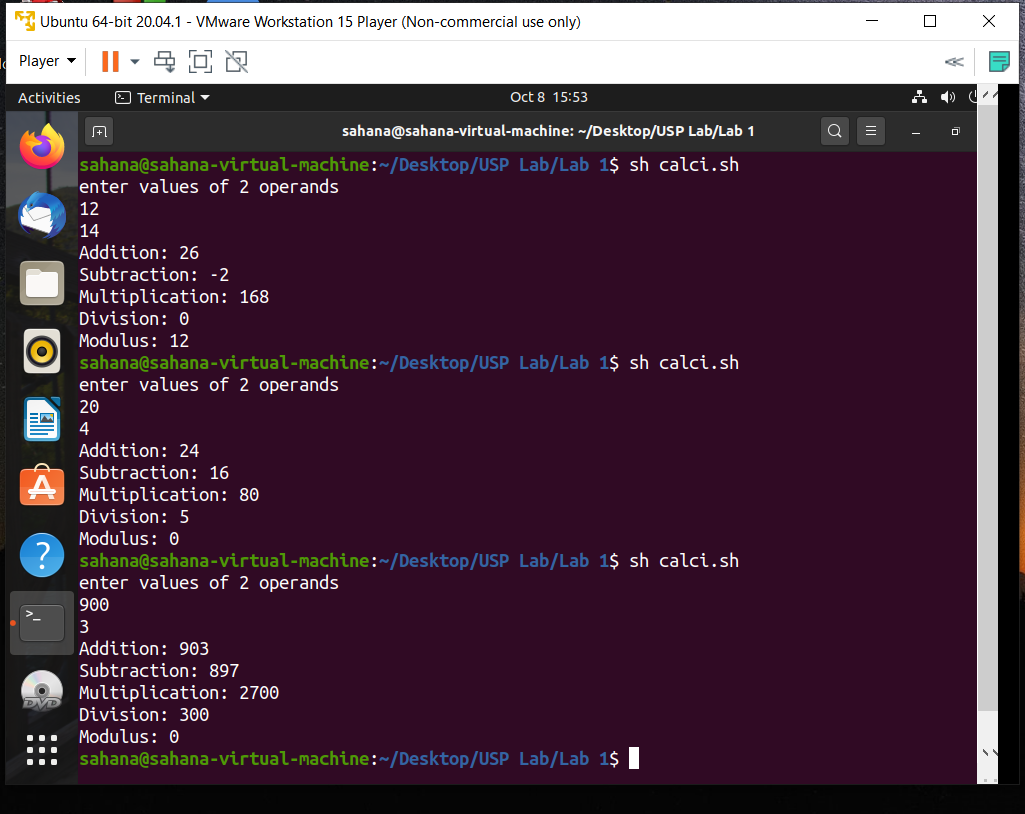 Ubuntu 64-bit 20.04.1 - VMware Workstation 15 Player (Non-commercial use only)
Player
Activities
Terminal
Oct 8 15:53
sahana@sahana-virtual-machine: ~/Desktop/USP Lab/Lab 1
sahana@sahana-virtual-machine:~/Desktop/USP Lab/Lab 1$ sh calci.sh
enter values of 2 operands
12
14
Addition: 26
Subtraction: -2
Multiplication: 168
Division: 0
Modulus: 12
sahana@sahana-virtual-machine:~/Desktop/USP Lab/Lab 1$ sh calci.sh
enter values of 2 operands
20
4
Addition: 24
Subtraction: 16
Multiplication: 80
Division: 5
Modulus: 0
sahana@sahana-virtual-machine:~/Desktop/USP Lab/Lab 1$ sh calci.sh
enter values of 2 operands
900
3
Addition: 903
Subtraction: 897
Multiplication: 2700
Division: 300
Modulus: 0
sahana@sahana-virtual-machine:~/Desktop/USP Lab/Lab 1$
DVD